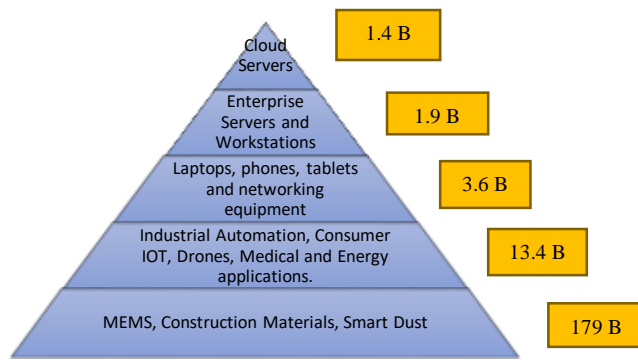 Cloud
Servers
1.4 B
Enterprise
Servers and
Workstations
1.9 B
Laptops, phones, tablets
and networking
equipment
3.6 B
Industrial Automation, Consumer
IOT, Drones, Medical and Energy
applications.
13.4 B
MEMS, Construction Materials, Smart Dust
179 B